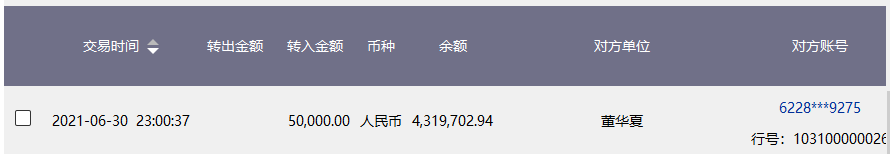 交易时间 转出金额 转入金额 币种 余额 对方单位 对方账号
2021-06-30 23:00:37 50,000.00 人民币 4,319,702.94 董华夏 6228***9275
行号：103100000026